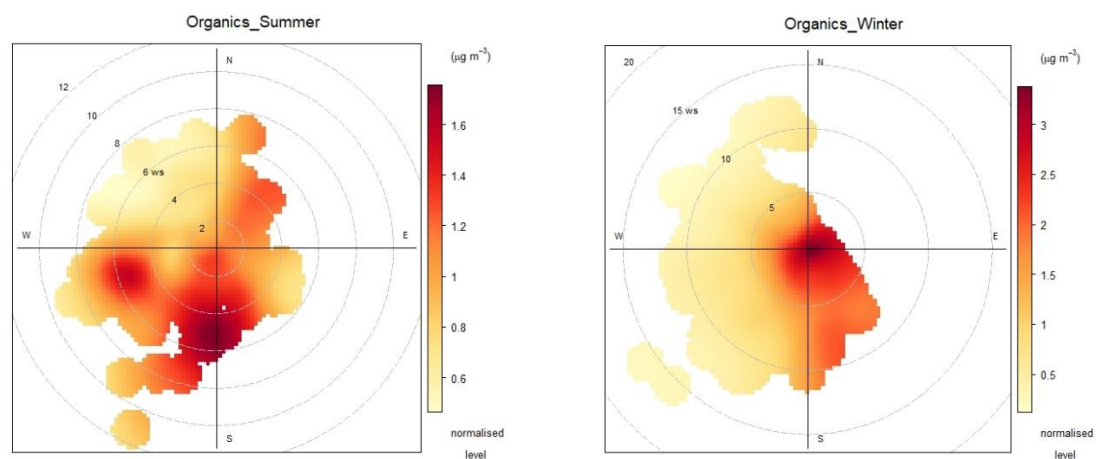 Organics_Summer
12
10
8
6 ws
4
2
N
W
E
S
(μg m⁻³)
1.6
1.4
1.2
1
0.8
0.6
normalised
level
Organics_Winter
20
15 ws
10
5
N
W
E
S
(μg m⁻³)
3
2.5
2
1.5
1
0.5
normalised
level